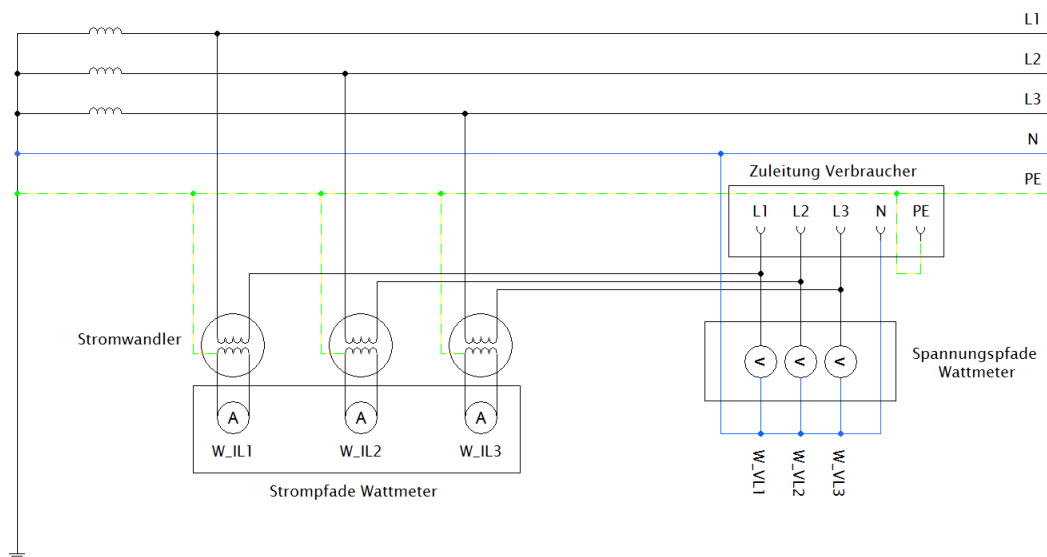 L1
L2
L3
N
PE
Zuleitung Verbraucher
L1 L2 L3 N PE
Stromwandler
Spannungspfade
Wattmeter
V V V
A A A
W_IL1 W_IL2 W_IL3
W_VL1
W_VL2
W_VL3
Strompfade Wattmeter